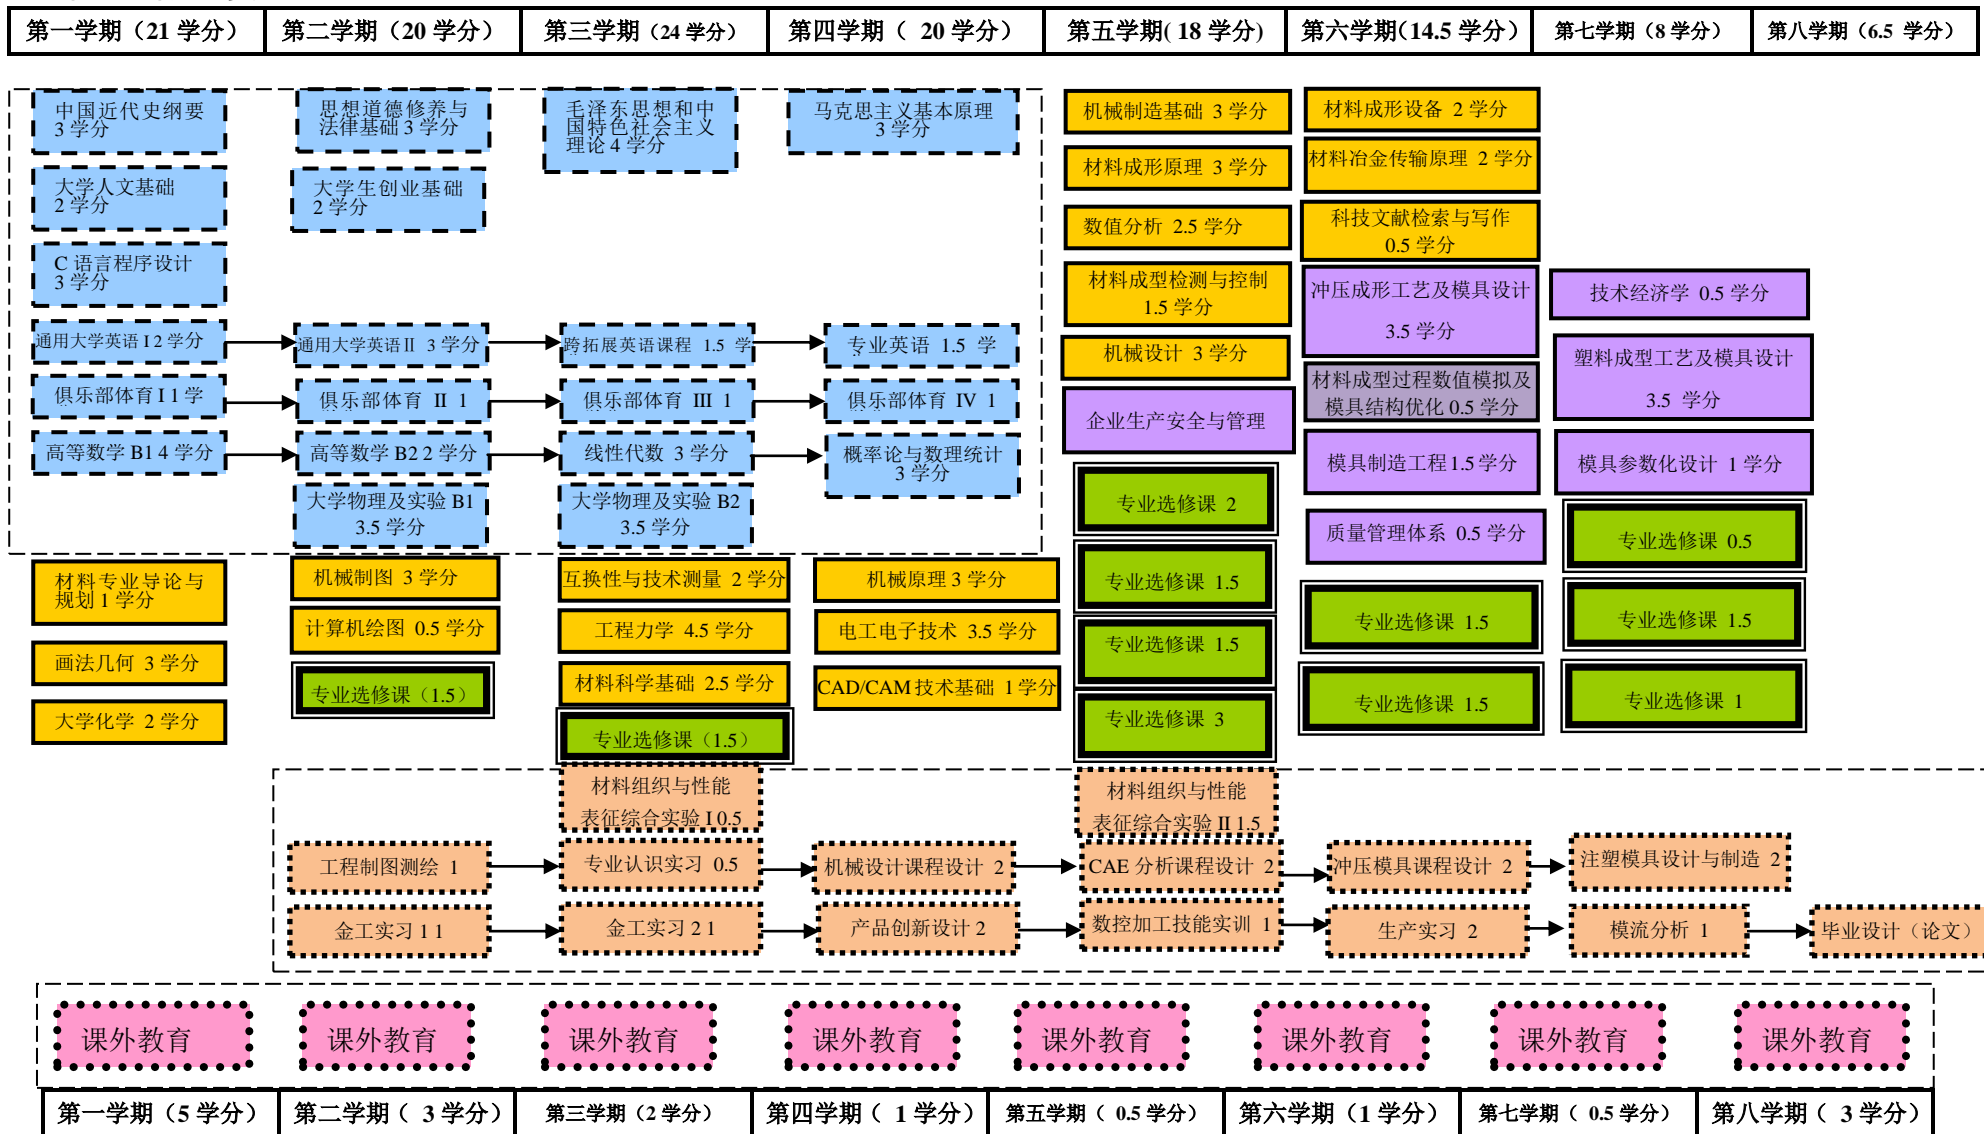 第一学期（21 学分）
第二学期（20 学分）
第三学期（24 学分）
第四学期（ 20 学分）
第五学期( 18 学分)
第六学期(14.5 学分）
第七学期（8 学分）
第八学期（6.5 学分）
中国近代史纲要
3 学分
思想道德修养与
法律基础 3 学分
毛泽东思想和中
国特色社会主义
理论 4 学分
马克思主义基本原理
3 学分
机械制造基础 3 学分
材料成形设备 2 学分
大学人文基础
2 学分
大学生创业基础
2 学分
材料成形原理 3 学分
材料冶金传输原理 2 学分
C 语言程序设计
3 学分
数值分析 2.5 学分
科技文献检索与写作
0.5 学分
材料成型检测与控制
1.5 学分
冲压成形工艺及模具设计
3.5 学分
技术经济学 0.5 学分
通用大学英语 I 2 学分
通用大学英语 II 3 学分
跨拓展英语课程 1.5 学
专业英语 1.5 学
机械设计 3 学分
塑料成型工艺及模具设计
3.5 学分
俱乐部体育 I 1 学
俱乐部体育 II 1
俱乐部体育 III 1
俱乐部体育 IV 1
企业生产安全与管理
材料成型过程数值模拟及
模具结构优化 0.5 学分
高等数学 B1 4 学分
高等数学 B2 2 学分
线性代数 3 学分
概率论与数理统计
3 学分
模具制造工程 1.5 学分
模具参数化设计 1 学分
大学物理及实验 B1
3.5 学分
大学物理及实验 B2
3.5 学分
专业选修课 2
质量管理体系 0.5 学分
专业选修课 0.5
材料专业导论与
规划 1 学分
机械制图 3 学分
互换性与技术测量 2 学分
机械原理 3 学分
专业选修课 1.5
计算机绘图 0.5 学分
工程力学 4.5 学分
电工电子技术 3.5 学分
专业选修课 1.5
专业选修课 1.5
专业选修课 1.5
画法几何 3 学分
专业选修课（1.5）
材料科学基础 2.5 学分
CAD/CAM 技术基础 1 学分
专业选修课 3
专业选修课 1.5
专业选修课 1
大学化学 2 学分
专业选修课（1.5）
材料组织与性能
表征综合实验 I 0.5
材料组织与性能
表征综合实验 II 1.5
工程制图测绘 1
专业认识实习 0.5
机械设计课程设计 2
CAE 分析课程设计 2
冲压模具课程设计 2
注塑模具设计与制造 2
金工实习 1 1
金工实习 2 1
产品创新设计 2
数控加工技能实训 1
生产实习 2
模流分析 1
毕业设计（论文）
课外教育
课外教育
课外教育
课外教育
课外教育
课外教育
课外教育
课外教育
第一学期（5 学分）
第二学期（ 3 学分）
第三学期（2 学分）
第四学期（ 1 学分）
第五学期（ 0.5 学分）
第六学期（1 学分）
第七学期（ 0.5 学分）
第八学期（ 3 学分）